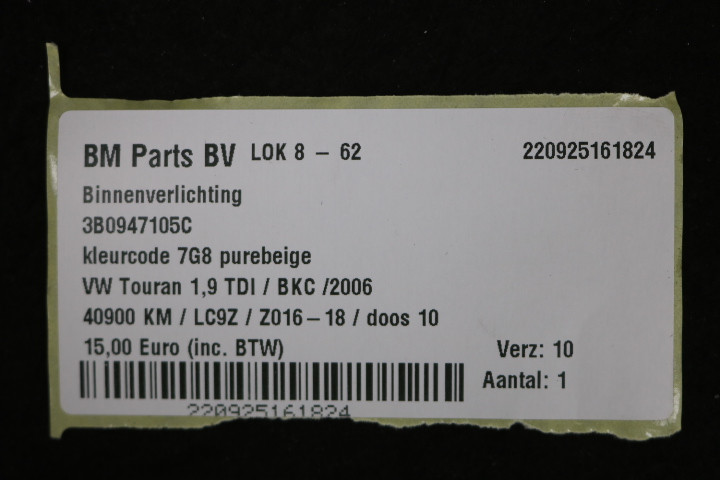 BM Parts BV LOK 8 – 62 220925161824
Binnenverlichting
3B0947105C
kleurcode 7G8 purebeige
VW Touran 1,9 TDI / BKC /2006
40900 KM / LC9Z / Z016–18 / doos 10
15,00 Euro (inc. BTW) Verz: 10
Aantal: 1
220925161824